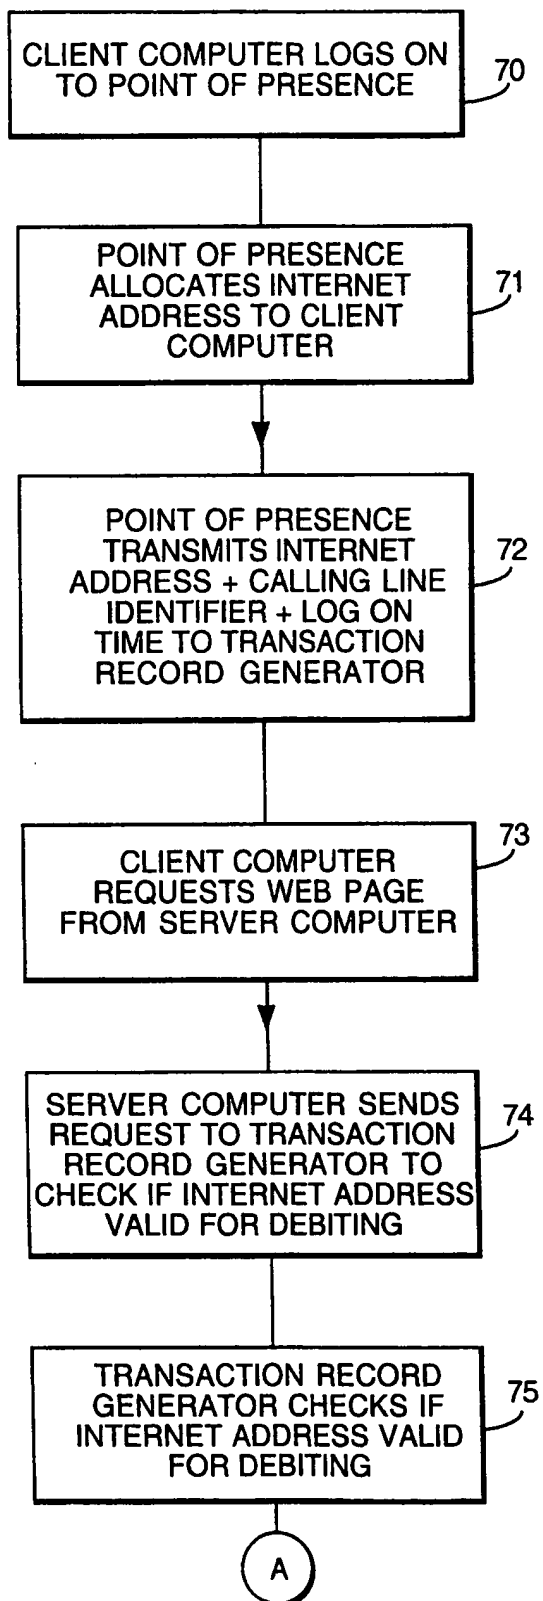 CLIENT COMPUTER LOGS ON
TO POINT OF PRESENCE
70
POINT OF PRESENCE
ALLOCATES INTERNET
ADDRESS TO CLIENT
COMPUTER
71
POINT OF PRESENCE
TRANSMITS INTERNET
ADDRESS + CALLING LINE
IDENTIFIER + LOG ON
TIME TO TRANSACTION
RECORD GENERATOR
72
CLIENT COMPUTER
REQUESTS WEB PAGE
FROM SERVER COMPUTER
73
SERVER COMPUTER SENDS
REQUEST TO TRANSACTION
RECORD GENERATOR TO
CHECK IF INTERNET ADDRESS
VALID FOR DEBITING
74
TRANSACTION RECORD
GENERATOR CHECKS IF
INTERNET ADDRESS VALID
FOR DEBITING
75
A